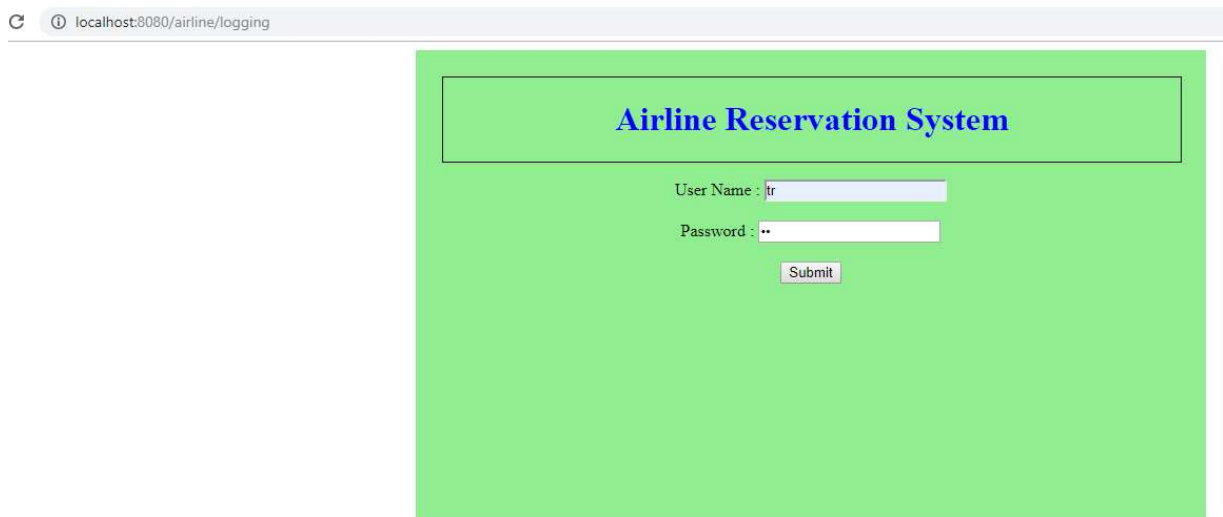 localhost:8080/airline/logging
Airline Reservation System
User Name : tr
Password : ••
Submit